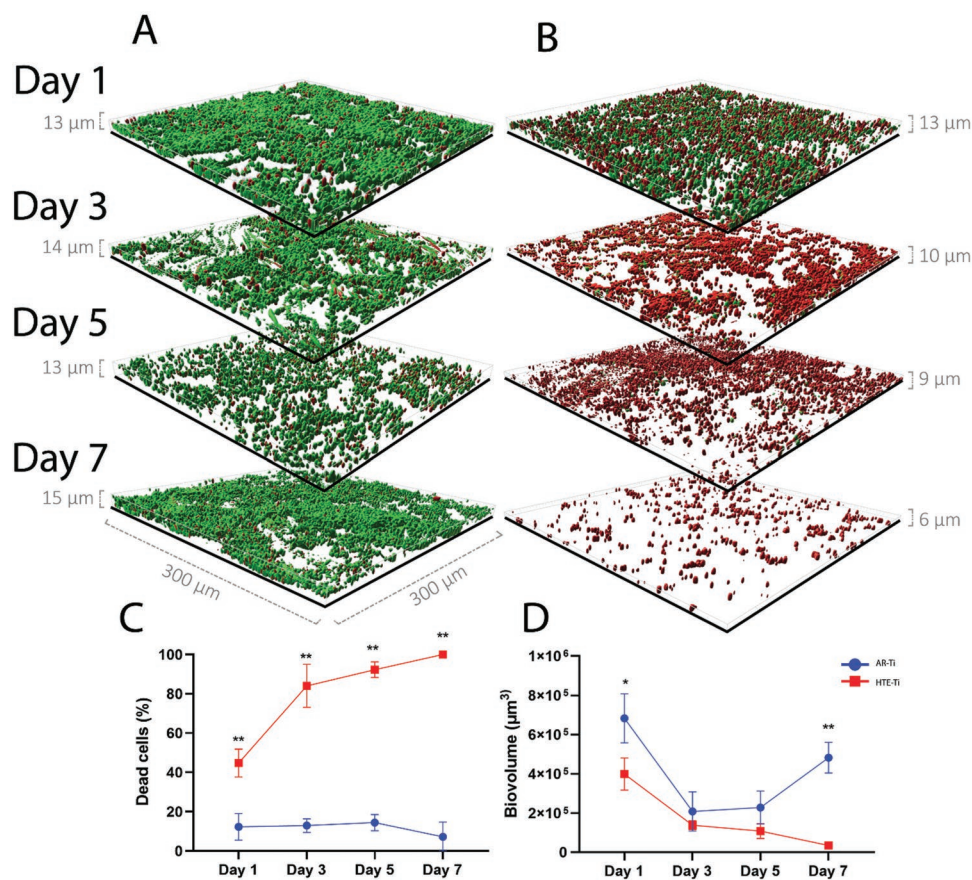 A
B
Day 1
13 µm
13 µm
Day 3
14 µm
10 µm
Day 5
13 µm
9 µm
Day 7
15 µm
6 µm
300 µm
300 µm
C
D
Dead cells (%)
100
80
60
40
20
0
**
**
**
**
Day 1 Day 3 Day 5 Day 7
Biovolume (µm³)
1×10⁶
8×10⁵
6×10⁵
4×10⁵
2×10⁵
0
*
**
AR-Ti
HTE-Ti
Day 1 Day 3 Day 5 Day 7